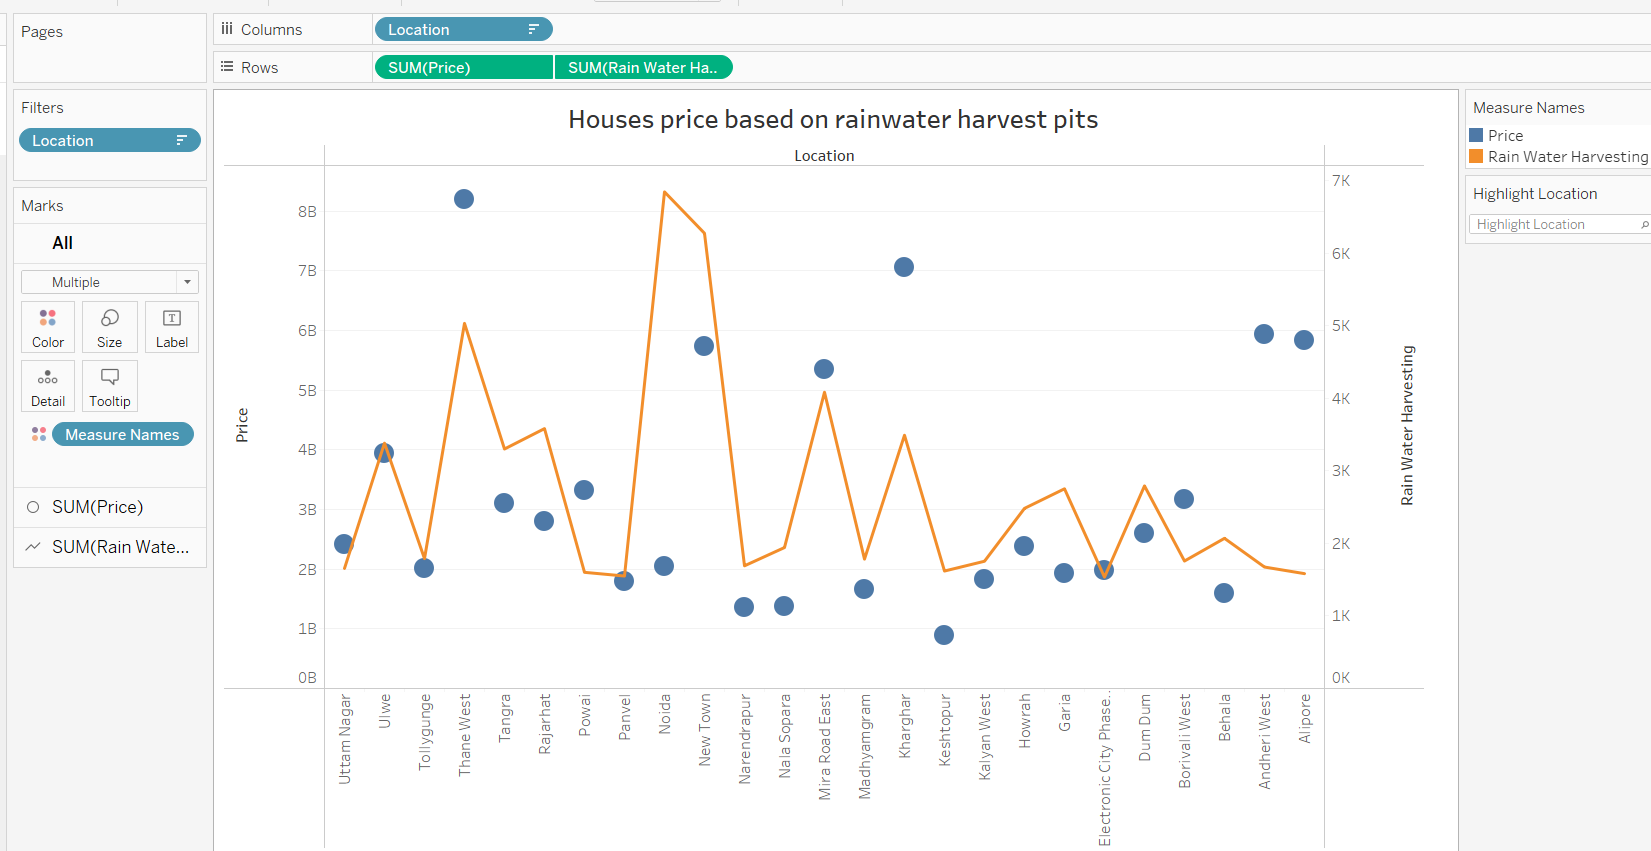 Pages
Columns
Location
Rows
SUM(Price)
SUM(Rain Water Ha..
Filters
Location
Marks
All
Multiple
Color
Size
Label
Detail
Tooltip
Measure Names
SUM(Price)
SUM(Rain Wate...
Houses price based on rainwater harvest pits
Location
Price
8B
7B
6B
5B
4B
3B
2B
1B
0B
7K
6K
5K
4K
3K
2K
1K
0K
Rain Water Harvesting
Uttam Nagar
Ulwe
Tollygunge
Thane West
Tangra
Rajarhat
Powai
Panvel
Noida
New Town
Narendrapur
Nala Sopara
Mira Road East
Madhyamgram
Kharghar
Keshtopur
Kalyan West
Howrah
Garia
Electronic City Phase..
Dum Dum
Borivali West
Behala
Andheri West
Alipore
Measure Names
Price
Rain Water Harvesting
Highlight Location
Highlight Location